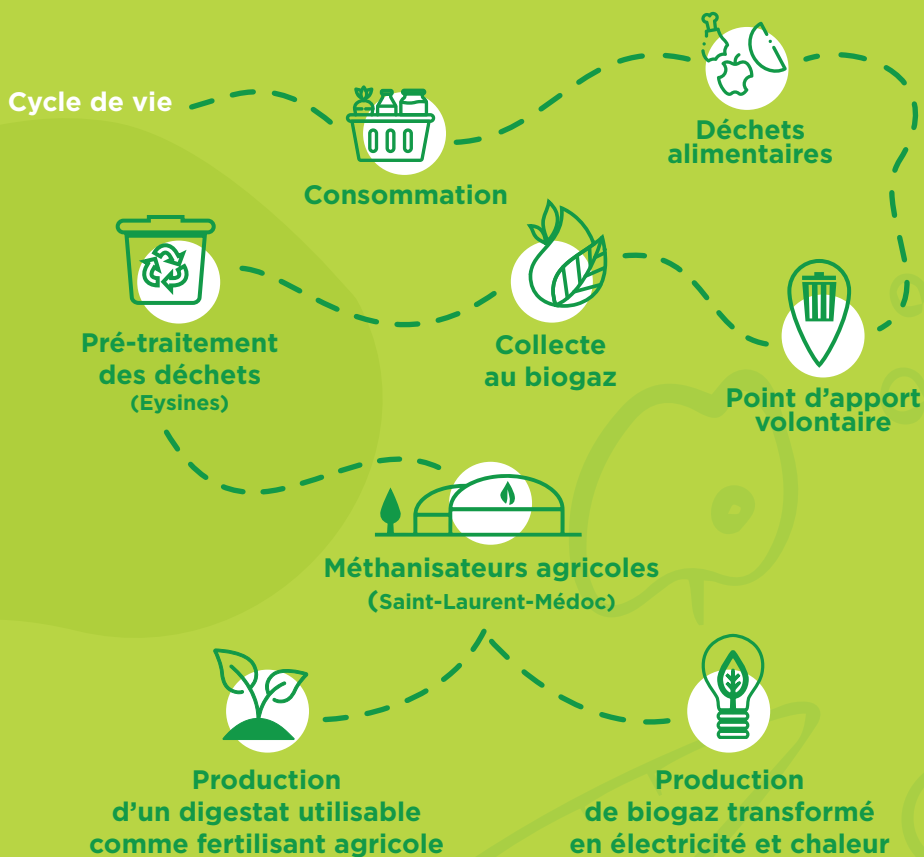 Cycle de vie
Consommation
Déchets
alimentaires
Point d’apport
volontaire
Collecte
au biogaz
Pré-traitement
des déchets
(Eysines)
Méthanisateurs agricoles
(Saint-Laurent-Médoc)
Production
d’un digestat utilisable
comme fertilisant agricole
Production
de biogaz transformé
en électricité et chaleur